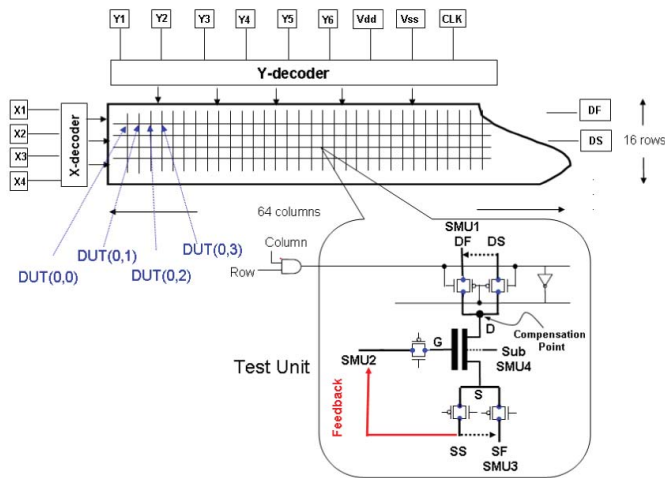 Y1 Y2 Y3 Y4 Y5 Y6 Vdd Vss CLK
Y-decoder
X1
X2
X3
X4
X-decoder
DF
DS
16 rows
64 columns
DUT(0,0)
DUT(0,1)
DUT(0,2)
DUT(0,3)
Column
Row
SMU1
DF DS
D
Compensation
Point
G
SMU2
Sub
SMU4
Test Unit
Feedback
S
SS SF
SMU3